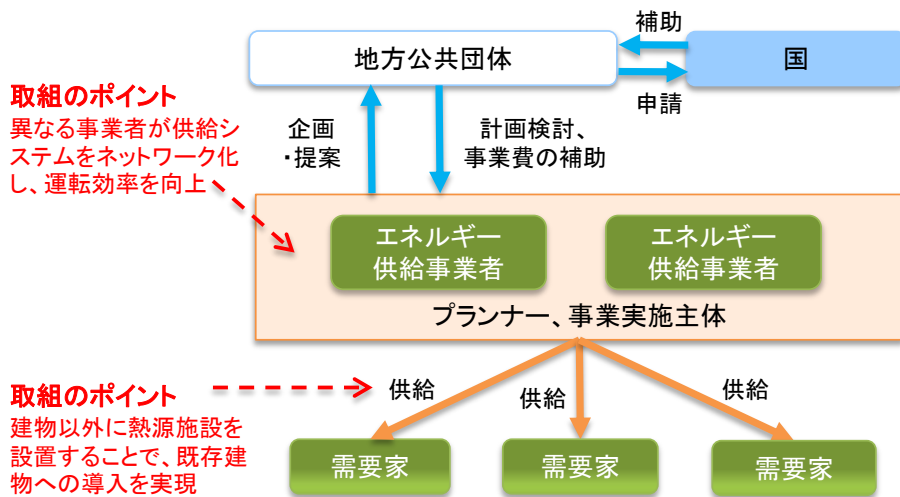 補助
地方公共団体
国
申請
取組のポイント
異なる事業者が供給シ
ステムをネットワーク化
し、運転効率を向上
企画
・提案
計画検討、
事業費の補助
エネルギー
供給事業者
エネルギー
供給事業者
プランナー、事業実施主体
取組のポイント
建物以外に熱源施設を
設置することで、既存建
物への導入を実現
供給
供給
供給
需要家
需要家
需要家